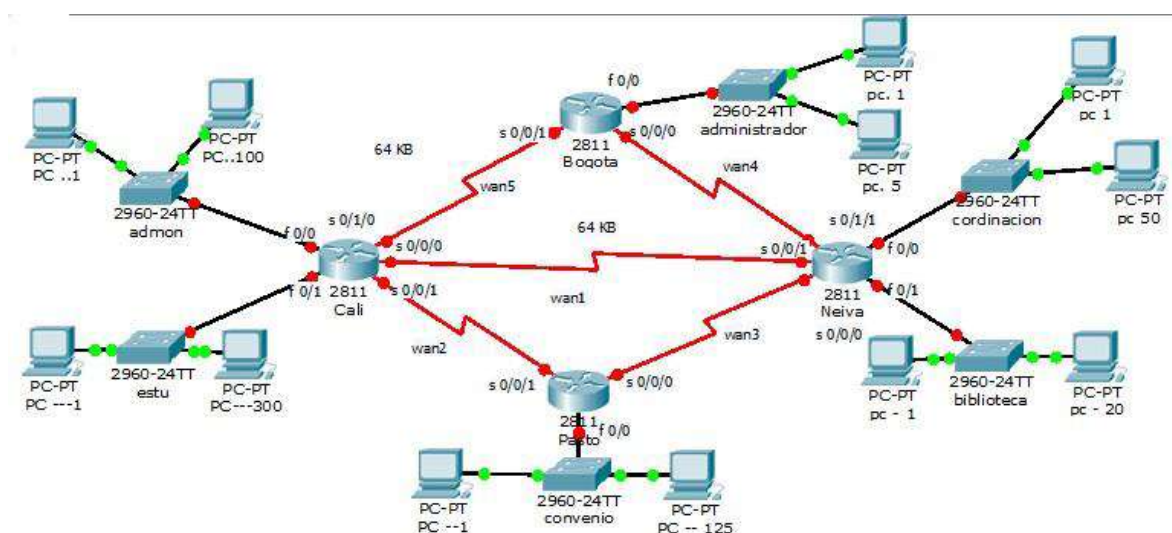 PC-PT
PC ..1
PC-PT
PC..100
2960-24TT
admon
f 0/0
64 KB
s 0/0/1
2811
Bogota
f 0/0
s 0/0/0
2960-24TT
administrador
PC-PT
pc. 1
PC-PT
pc. 5
PC-PT
pc 1
2960-24TT
cordinacion
PC-PT
pc 50
wan5
wan4
s 0/1/0
s 0/0/0
2811
Cali
s 0/0/1
f 0/1
64 KB
wan1
s 0/0/1
s 0/1/1
f 0/0
f 0/1
2811
Neiva
s 0/0/0
PC-PT
PC ---1
2960-24TT
estu
PC-PT
PC---300
wan2
wan3
s 0/0/1
s 0/0/0
2811
Pasto
f 0/0
PC-PT
pc - 1
2960-24TT
biblioteca
PC-PT
pc - 20
PC-PT
PC --1
2960-24TT
convenio
PC-PT
PC -- 125